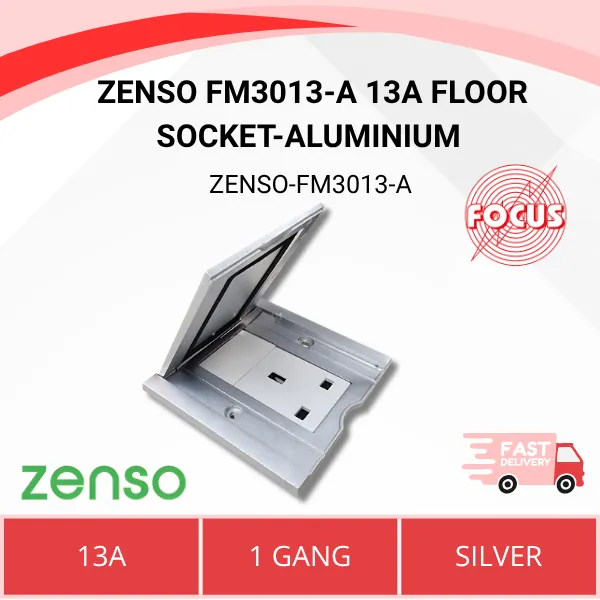 ZENSO FM3013-A 13A FLOOR
SOCKET-ALUMINIUM
ZENSO-FM3013-A
FOCUS
FAST
DELIVERY
zenso
13A
1 GANG
SILVER